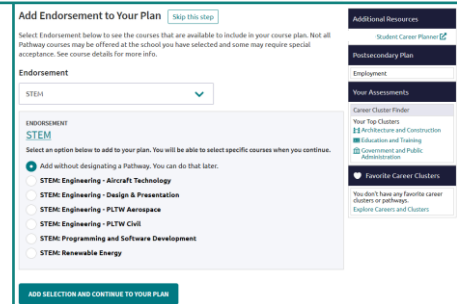 Add Endorsement to Your Plan
Skip this step
Select Endorsement below to see the courses that are available to include in your course plan. Not all
Pathway courses may be offered at the school you have selected and some may require special
acceptance. See course details for more info.
Endorsement
STEM
ENDORSEMENT
STEM
Select an option below to add to your plan. You will be able to select specific courses when you continue.
Add without designating a Pathway. You can do that later.
STEM: Engineering - Aircraft Technology
STEM: Engineering - Design & Presentation
STEM: Engineering - PLTW Aerospace
STEM: Engineering - PLTW Civil
STEM: Programming and Software Development
STEM: Renewable Energy
ADD SELECTION AND CONTINUE TO YOUR PLAN
Additional Resources
Student Career Planner
Postsecondary Plan
Employment
Your Assessments
Career Cluster Finder
Your Top Clusters
Architecture and Construction
Education and Training
Government and Public
Administration
Favorite Career Clusters
You don't have any favorite career
clusters or pathways.
Explore Careers and Clusters